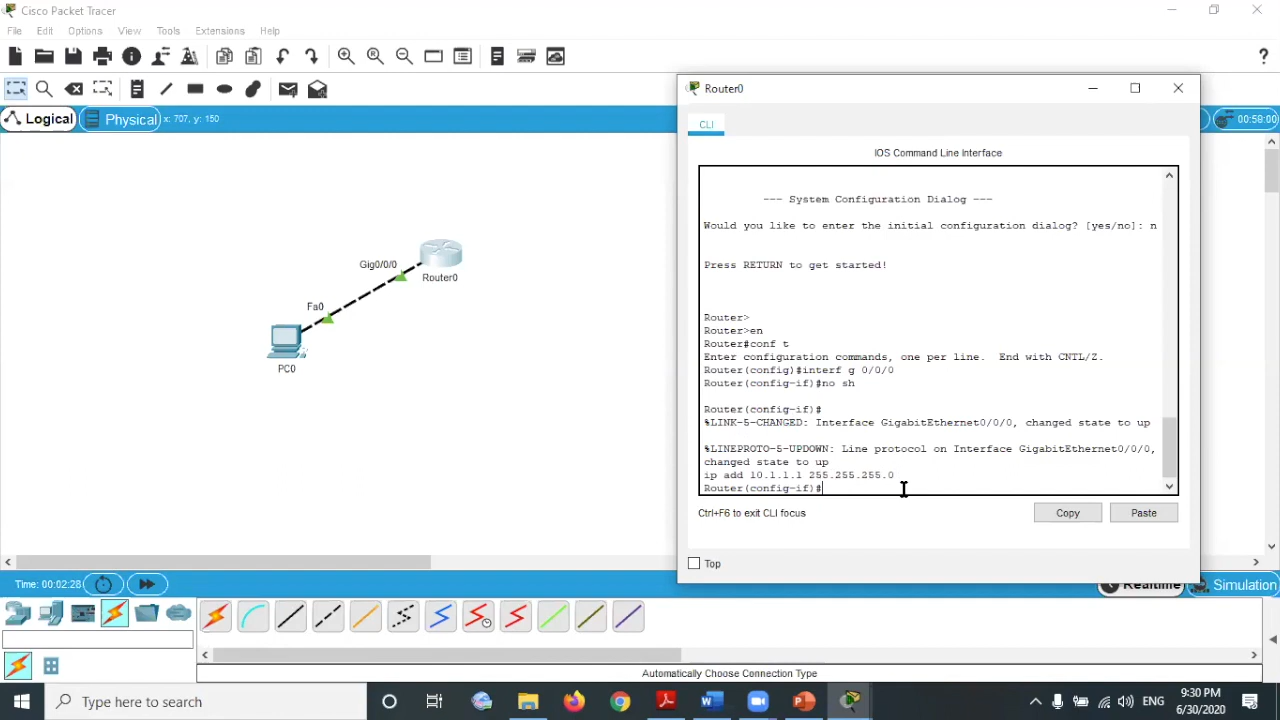 Cisco Packet Tracer
File Edit Options View Tools Extensions Help
Logical Physical x: 707, y: 150
00:58:00
Router0
CLI
IOS Command Line Interface
--- System Configuration Dialog ---
Would you like to enter the initial configuration dialog? [yes/no]: n
Press RETURN to get started!
Router>
Router>en
Router#conf t
Enter configuration commands, one per line. End with CNTL/Z.
Router(config)#interf g 0/0/0
Router(config-if)#no sh
Router(config-if)#
%LINK-5-CHANGED: Interface GigabitEthernet0/0/0, changed state to up
%LINEPROTO-5-UPDOWN: Line protocol on Interface GigabitEthernet0/0/0,
changed state to up
ip add 10.1.1.1 255.255.255.0
Router(config-if)#
Ctrl+F6 to exit CLI focus
Copy
Paste
Top
Gig0/0/0
Router0
Fa0
PC0
Time: 00:02:28
Realtime
Simulation
Automatically Choose Connection Type
Type here to search
ENG
9:30 PM
6/30/2020